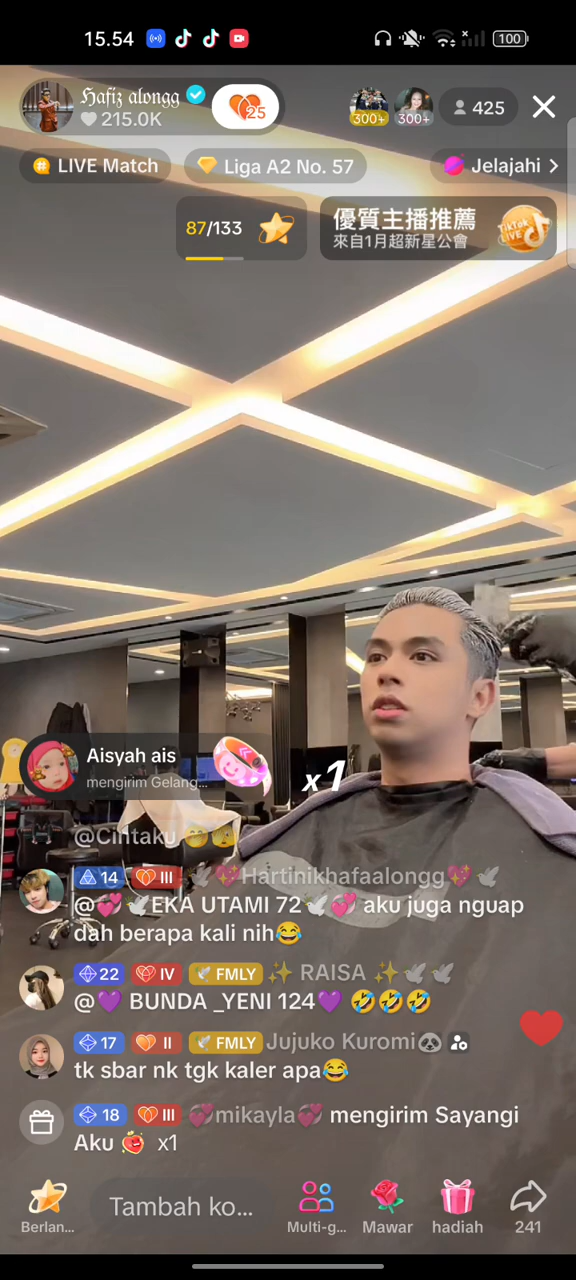 15.54
100
Hafiz alongg
215.0K
25
300+
300+
425
LIVE Match
Liga A2 No. 57
Jelajahi
87/133
優質主播推薦
來自1月超新星公會
TikTok LIVE
Aisyah ais
mengirim Gelang...
x1
@Cintaku 🤭🫣
14 III 🕊💖Hartinikhafaalongg💖🕊
@💞🕊EKA UTAMI 72🕊💞 aku juga nguap
dah berapa kali nih😂
22 IV FMLY ✨ RAISA ✨🕊🕊
@💜 BUNDA _YENI 124💜 🤣🤣🤣
17 II FMLY Jujuko Kuromi🐼
tk sbar nk tgk kaler apa😂
18 III 💞mikayla💞 mengirim Sayangi
Aku x1
Berlan...
Tambah ko...
Multi-g...
Mawar
hadiah
241